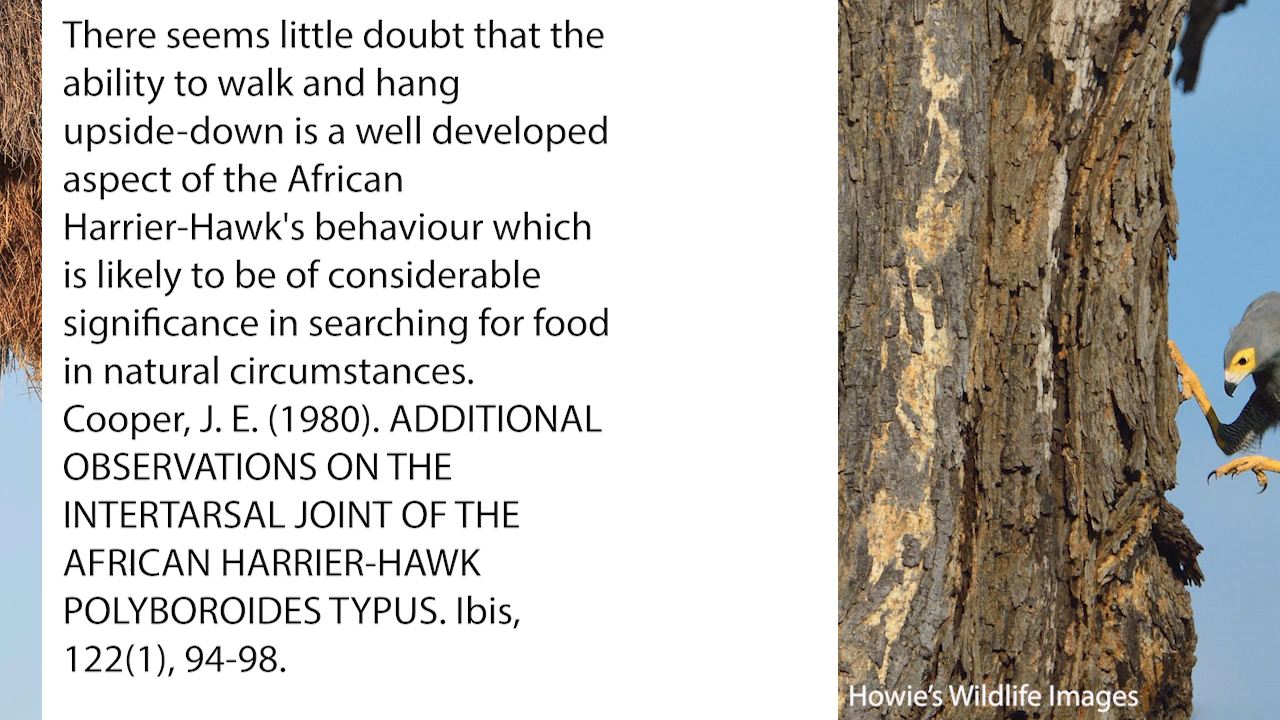 There seems little doubt that the
ability to walk and hang
upside-down is a well developed
aspect of the African
Harrier-Hawk's behaviour which
is likely to be of considerable
significance in searching for food
in natural circumstances.
Cooper, J. E. (1980). ADDITIONAL
OBSERVATIONS ON THE
INTERTARSAL JOINT OF THE
AFRICAN HARRIER-HAWK
POLYBOROIDES TYPUS. Ibis,
122(1), 94-98.
Howie’s Wildlife Images